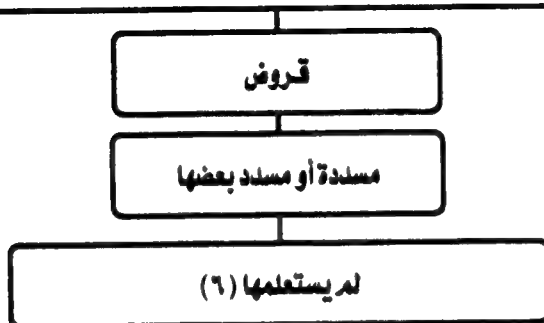 قروض
مسددة أو مسدد بعضها
لم يستعلمها (٦)